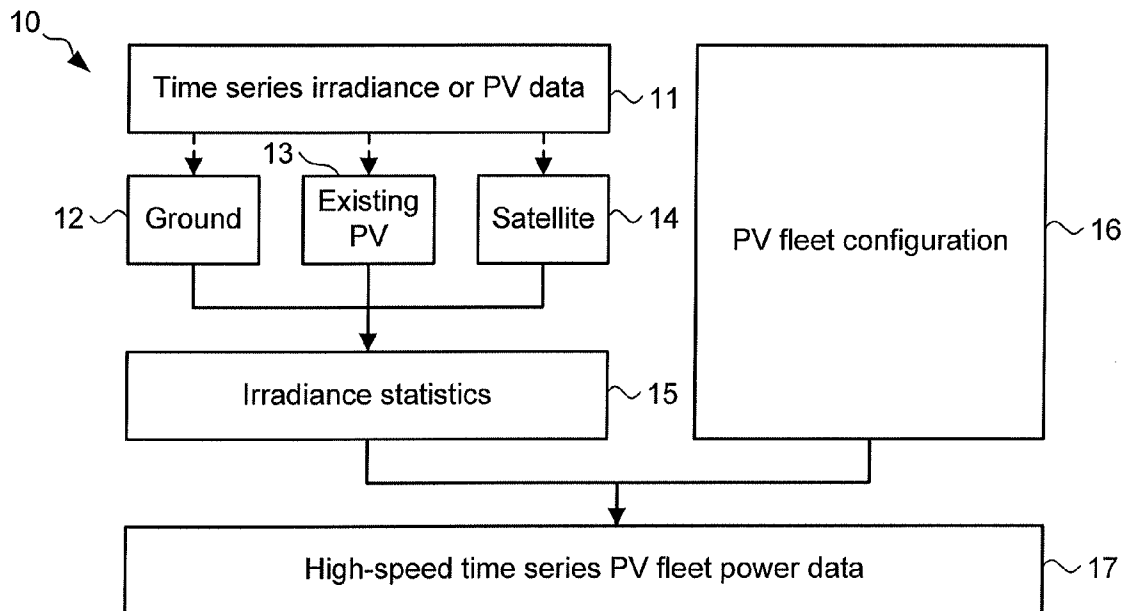 10
Time series irradiance or PV data
11
13
12
Ground
Existing
PV
Satellite
14
PV fleet configuration
16
Irradiance statistics
15
High-speed time series PV fleet power data
17